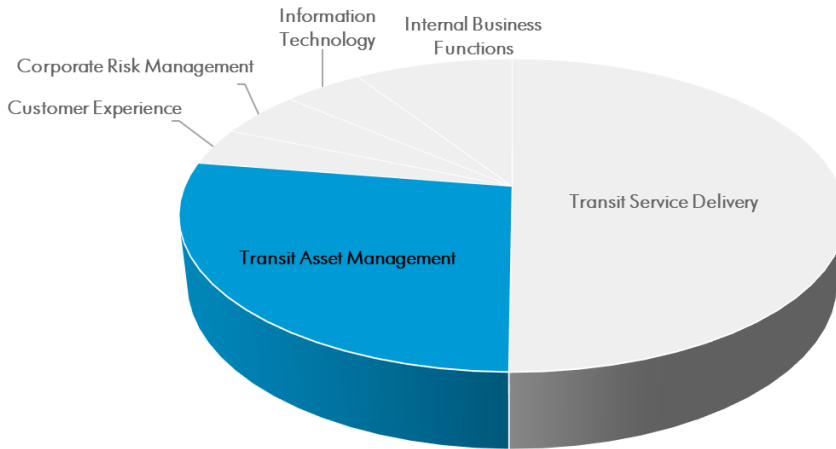 Information
Technology
Internal Business
Functions
Corporate Risk Management
Customer Experience
Transit Service Delivery
Transit Asset Management